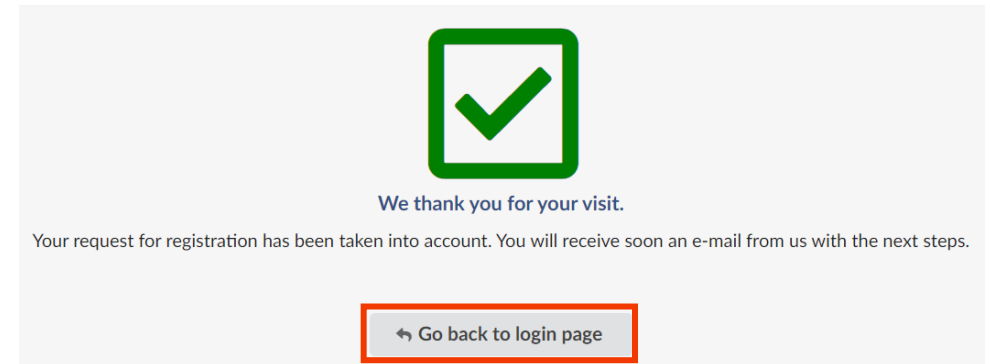 We thank you for your visit.
Your request for registration has been taken into account. You will receive soon an e-mail from us with the next steps.
Go back to login page